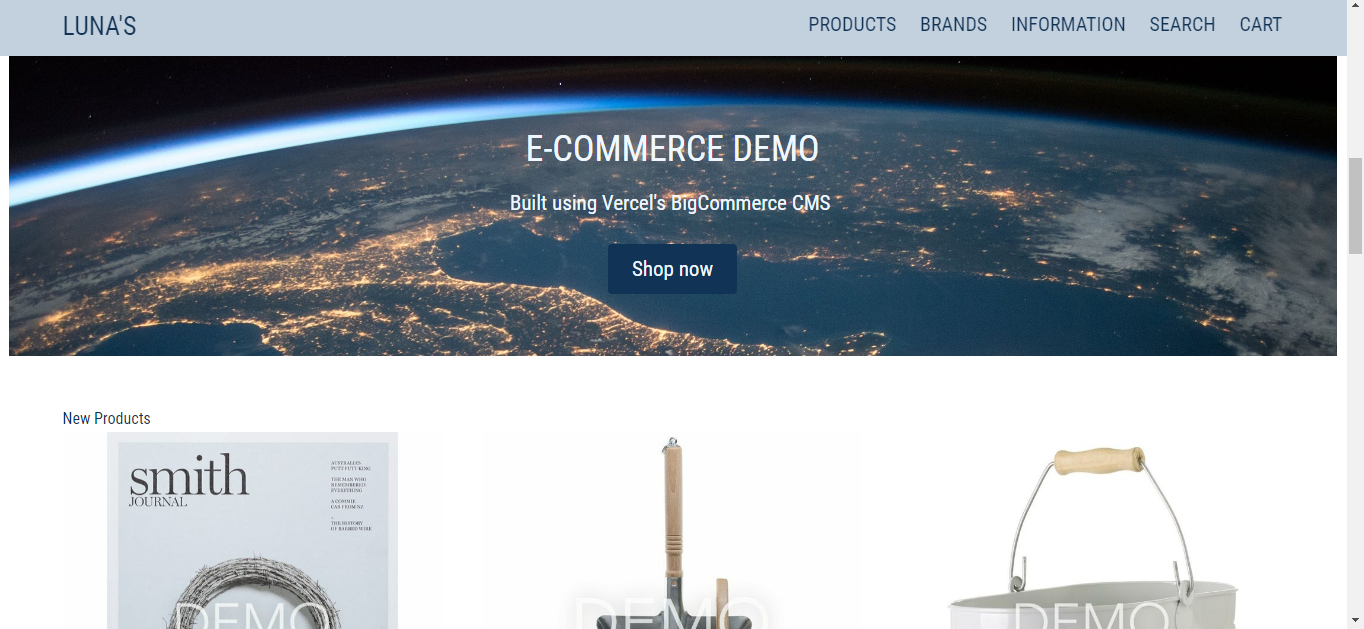 LUNA'S
PRODUCTS BRANDS INFORMATION SEARCH CART
E-COMMERCE DEMO
Built using Vercel's BigCommerce CMS
Shop now
New Products
smith
JOURNAL
AUSTRALIA'S
PUTT PUTT KING
THE MAN WHO
REMEMBERED
EVERYTHING
A COMMIE
CAR FROM NZ
THE HISTORY
OF BARBED WIRE
DEMO
DEMO
DEMO